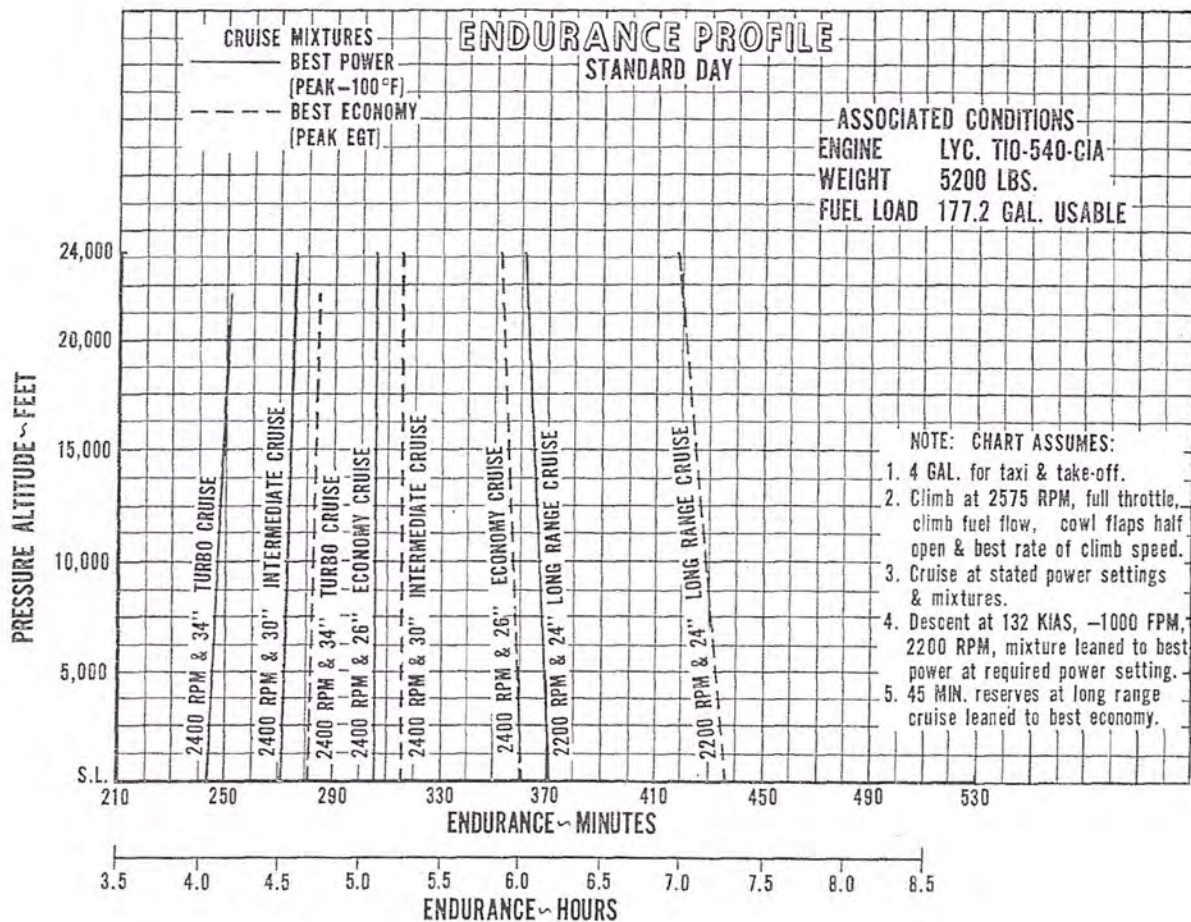 ENDURANCE PROFILE
STANDARD DAY
CRUISE MIXTURES
BEST POWER
(PEAK-100°F)
BEST ECONOMY
(PEAK EGT)
ASSOCIATED CONDITIONS
ENGINE LYC. TIO-540-C1A
WEIGHT 5200 LBS.
FUEL LOAD 177.2 GAL. USABLE
PRESSURE ALTITUDE~FEET
24,000
20,000
15,000
10,000
5,000
S.L.
2400 RPM & 34" TURBO CRUISE
2400 RPM & 30" INTERMEDIATE CRUISE
2400 RPM & 34" TURBO CRUISE
2400 RPM & 26" ECONOMY CRUISE
2400 RPM & 30" INTERMEDIATE CRUISE
2400 RPM & 26" ECONOMY CRUISE
2200 RPM & 24" LONG RANGE CRUISE
2200 RPM & 24" LONG RANGE CRUISE
NOTE: CHART ASSUMES:
1. 4 GAL. for taxi & take-off.
2. Climb at 2575 RPM, full throttle,
climb fuel flow, cowl flaps half
open & best rate of climb speed.
3. Cruise at stated power settings
& mixtures.
4. Descent at 132 KIAS, -1000 FPM,
2200 RPM, mixture leaned to best
power at required power setting.
5. 45 MIN. reserves at long range
cruise leaned to best economy.
210 250 290 330 370 410 450 490 530
ENDURANCE~MINUTES
3.5 4.0 4.5 5.0 5.5 6.0 6.5 7.0 7.5 8.0 8.5
ENDURANCE~HOURS